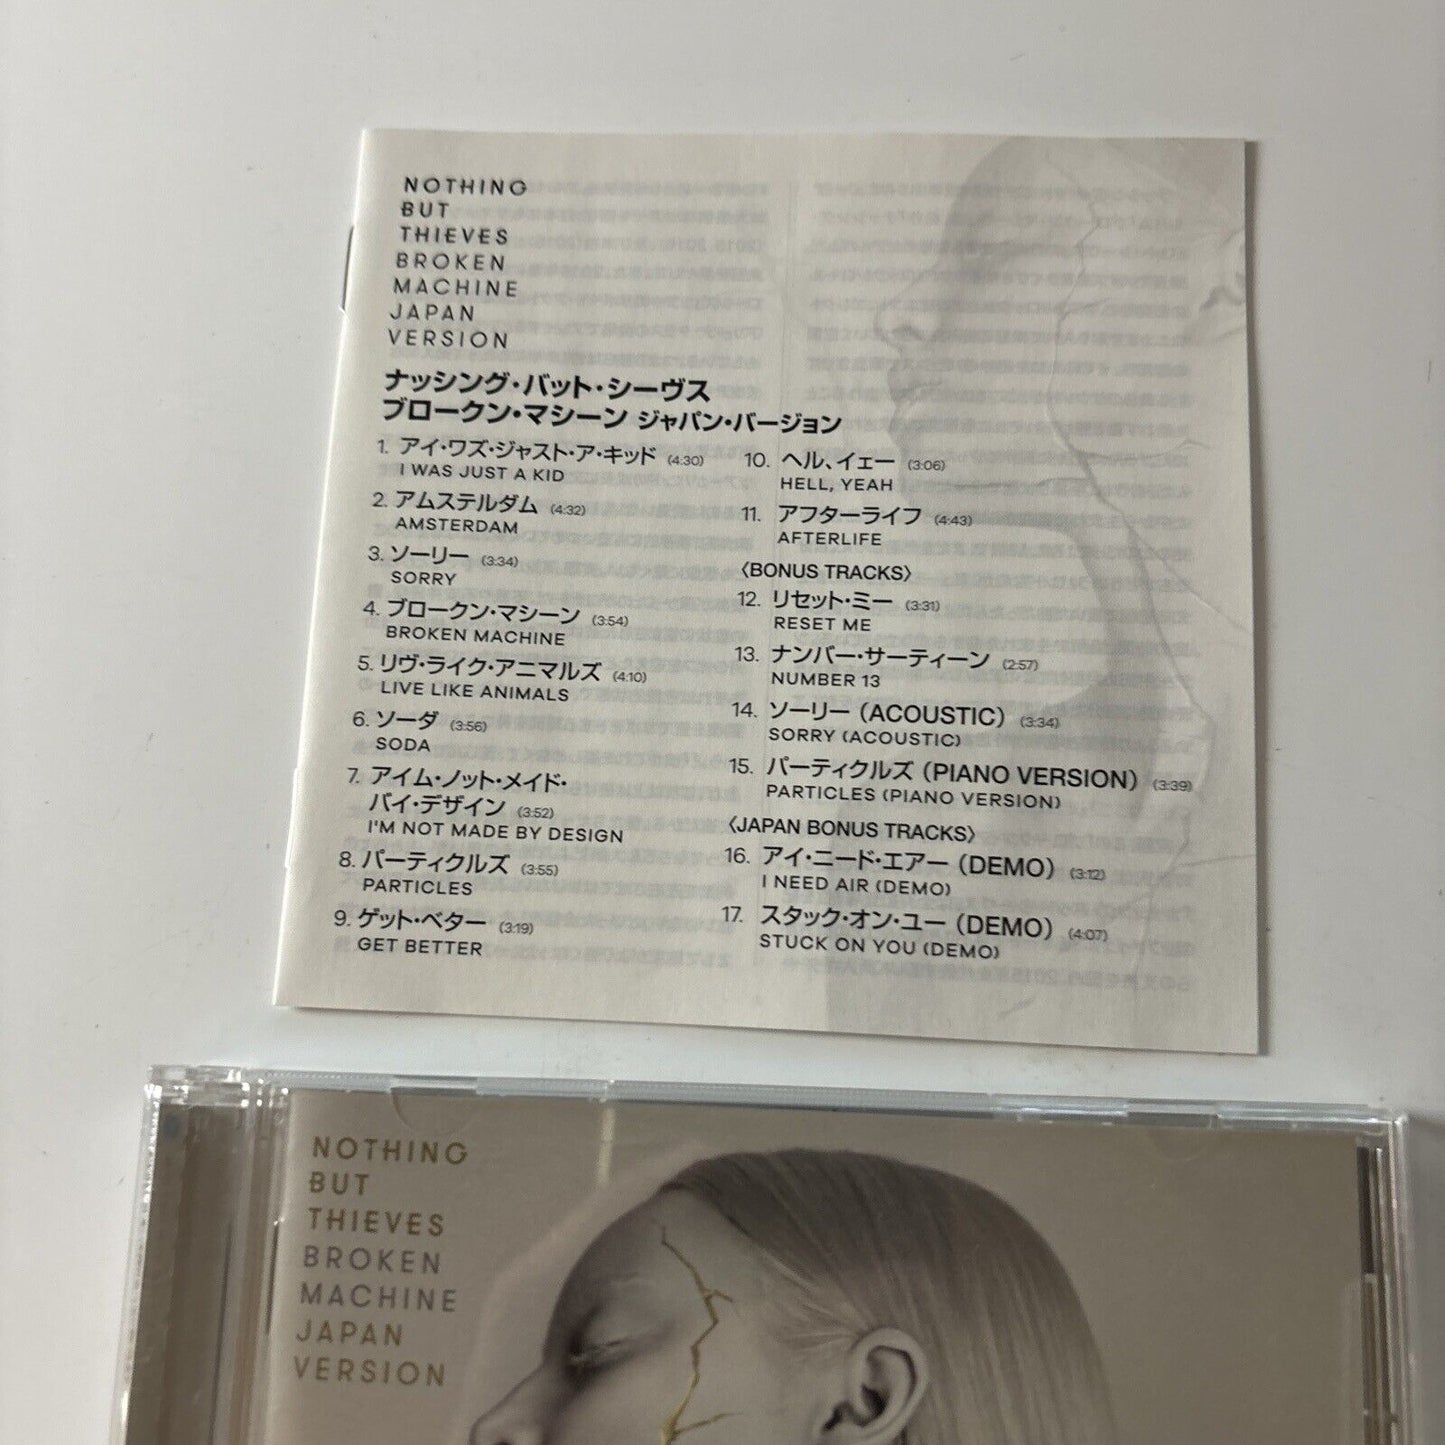 NOTHING
BUT
THIEVES
BROKEN
MACHINE
JAPAN
VERSION
ナッシング・バット・シーヴス
ブロークン・マシーン ジャパン・バージョン
1. アイ・ワズ・ジャスト・ア・キッド (4:30)
I WAS JUST A KID
2. アムステルダム (4:32)
AMSTERDAM
3. ソーリー (3:34)
SORRY
4. ブロークン・マシーン (3:54)
BROKEN MACHINE
5. リヴ・ライク・アニマルズ (4:10)
LIVE LIKE ANIMALS
6. ソーダ (3:56)
SODA
7. アイム・ノット・メイド・
バイ・デザイン (3:52)
I'M NOT MADE BY DESIGN
8. パーティクルズ (3:55)
PARTICLES
9. ゲット・ベター (3:19)
GET BETTER
10. ヘル、イェー (3:06)
HELL, YEAH
11. アフターライフ (4:43)
AFTERLIFE
〈BONUS TRACKS〉
12. リセット・ミー (3:31)
RESET ME
13. ナンバー・サーティーン (2:57)
NUMBER 13
14. ソーリー (ACOUSTIC) (3:34)
SORRY (ACOUSTIC)
15. パーティクルズ (PIANO VERSION) (3:39)
PARTICLES (PIANO VERSION)
〈JAPAN BONUS TRACKS〉
16. アイ・ニード・エアー (DEMO) (3:12)
I NEED AIR (DEMO)
17. スタック・オン・ユー (DEMO) (4:07)
STUCK ON YOU (DEMO)
NOTHING
BUT
THIEVES
BROKEN
MACHINE
JAPAN
VERSION